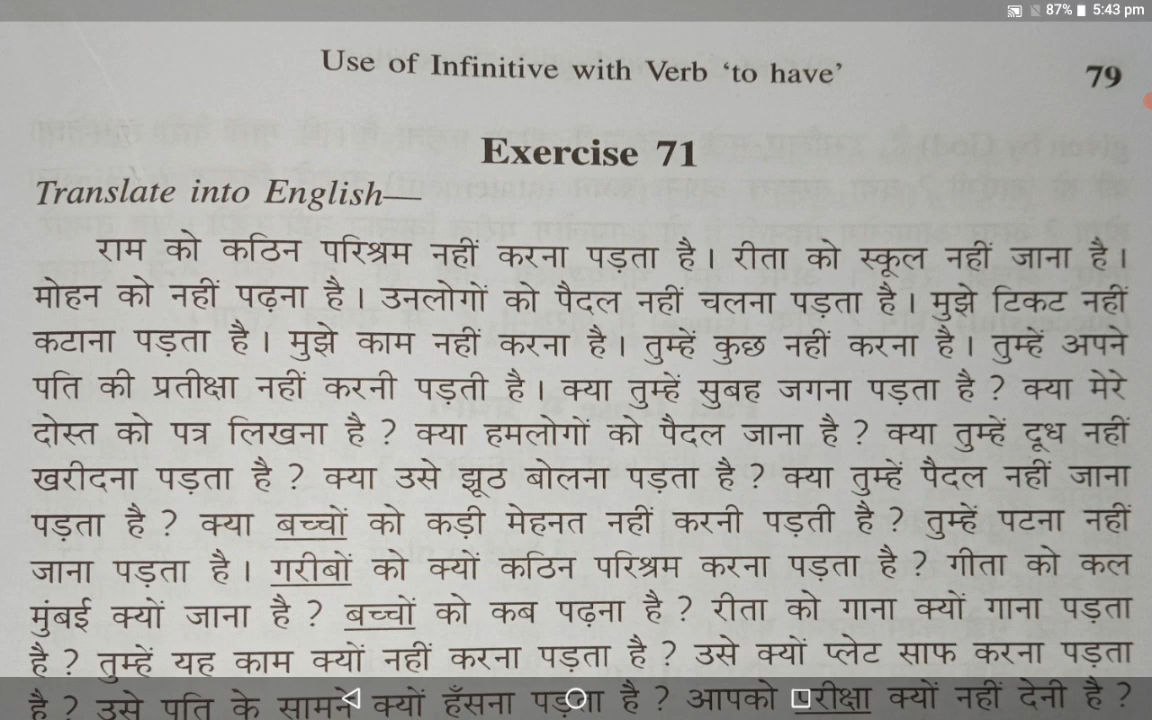 87% 5:43 pm
Use of Infinitive with Verb ‘to have’ 79
Exercise 71
Translate into English—
राम को कठिन परिश्रम नहीं करना पड़ता है। रीता को स्कूल नहीं जाना है।
मोहन को नहीं पढ़ना है। उनलोगों को पैदल नहीं चलना पड़ता है। मुझे टिकट नहीं
कटाना पड़ता है। मुझे काम नहीं करना है। तुम्हें कुछ नहीं करना है। तुम्हें अपने
पति की प्रतीक्षा नहीं करनी पड़ती है। क्या तुम्हें सुबह जगना पड़ता है ? क्या मेरे
दोस्त को पत्र लिखना है ? क्या हमलोगों को पैदल जाना है ? क्या तुम्हें दूध नहीं
खरीदना पड़ता है ? क्या उसे झूठ बोलना पड़ता है ? क्या तुम्हें पैदल नहीं जाना
पड़ता है ? क्या बच्चों को कड़ी मेहनत नहीं करनी पड़ती है ? तुम्हें पटना नहीं
जाना पड़ता है। गरीबों को क्यों कठिन परिश्रम करना पड़ता है ? गीता को कल
मुंबई क्यों जाना है ? बच्चों को कब पढ़ना है ? रीता को गाना क्यों गाना पड़ता
है ? तुम्हें यह काम क्यों नहीं करना पड़ता है ? उसे क्यों प्लेट साफ करना पड़ता
है ? उसे पति के सामने क्यों हँसना पड़ता है ? आपको परीक्षा क्यों नहीं देनी है ?